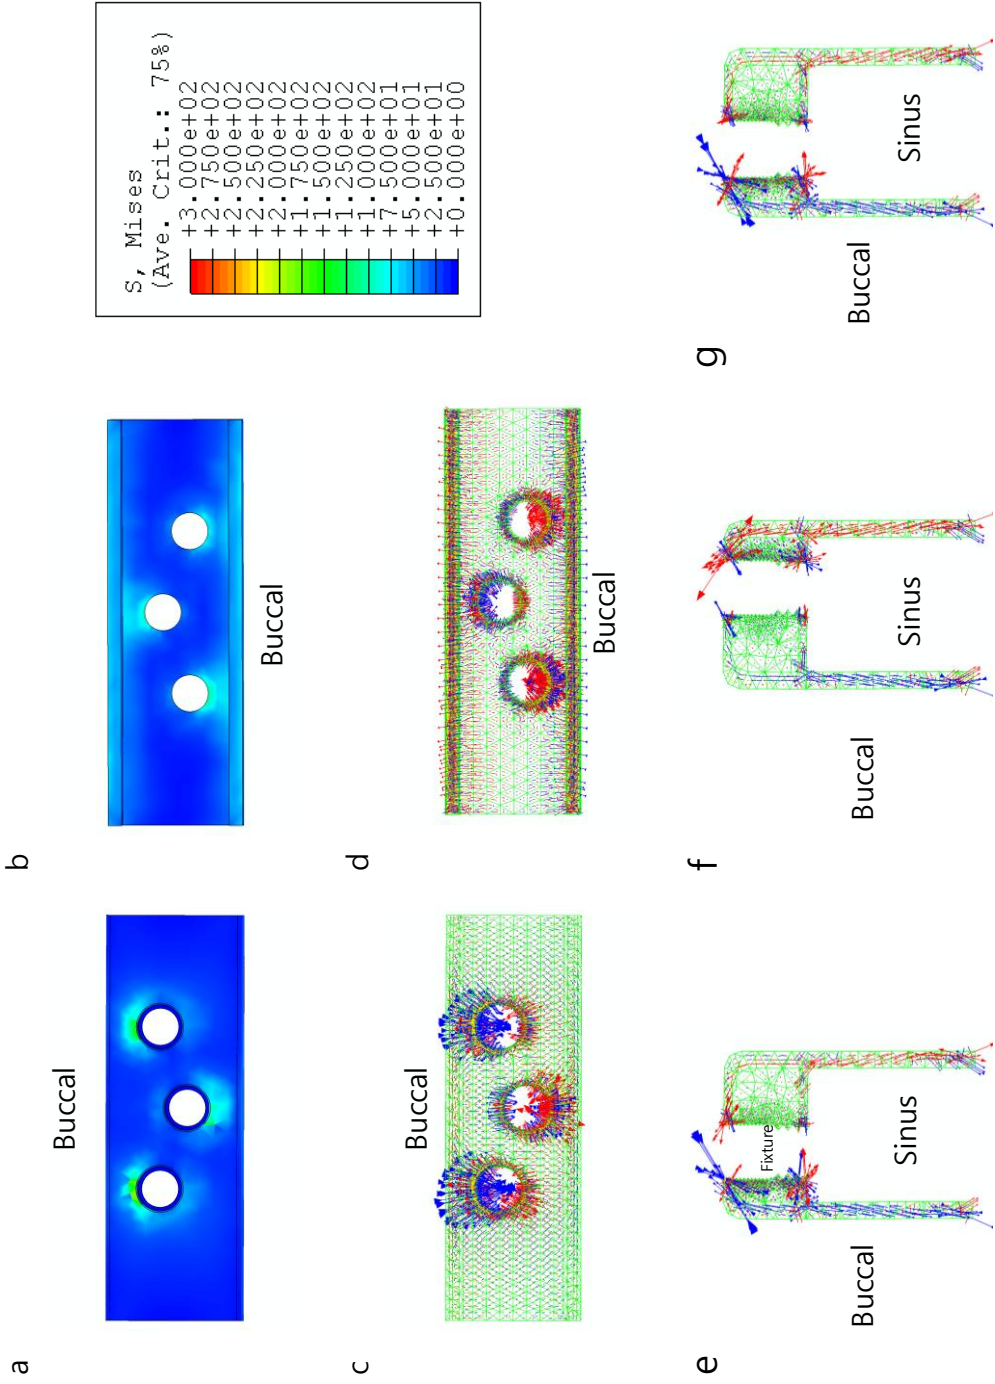 a
b
S, Mises
(Ave. Crit.: 75%)
+3.000e+02
+2.750e+02
+2.500e+02
+2.250e+02
+2.000e+02
+1.750e+02
+1.500e+02
+1.250e+02
+1.000e+02
+7.500e+01
+5.000e+01
+2.500e+01
+0.000e+00
Buccal
Buccal
c
d
Buccal
Buccal
e
f
g
Fixture
Buccal
Sinus
Buccal
Sinus
Buccal
Sinus